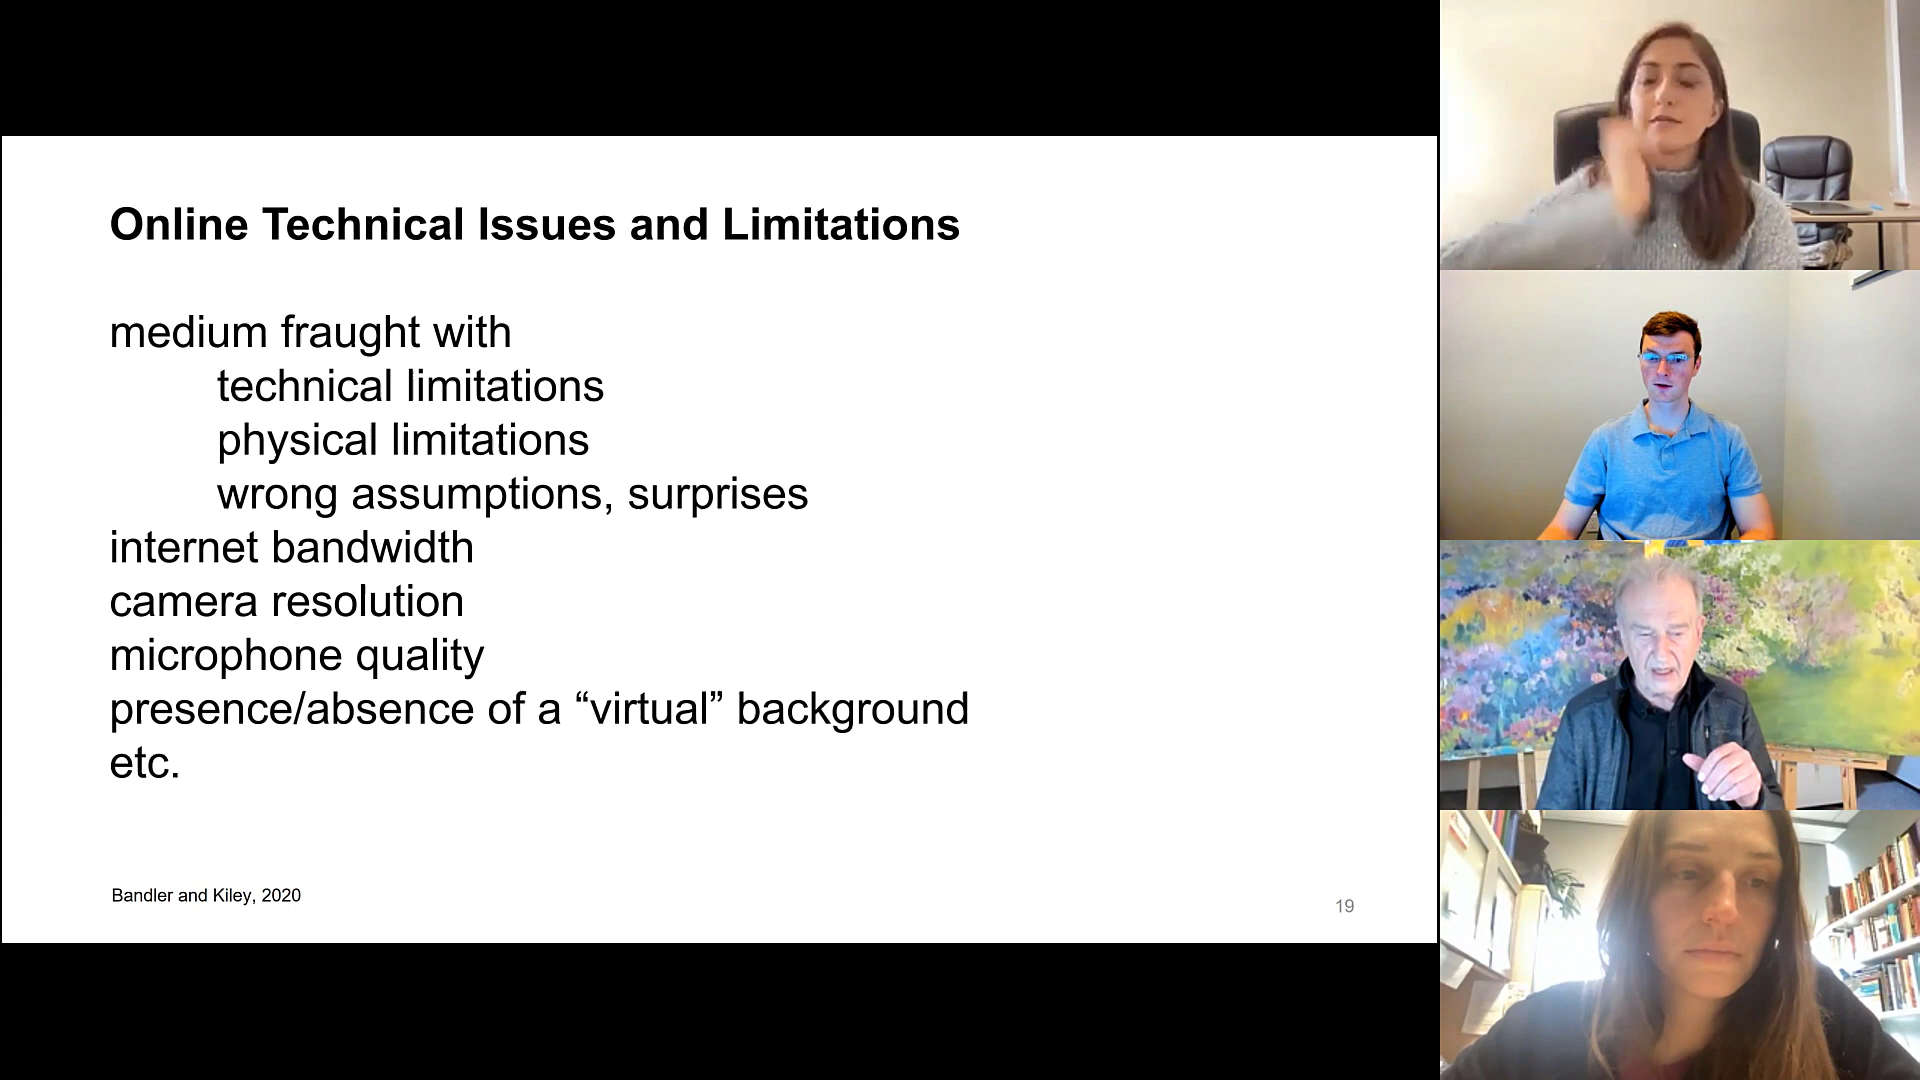 Online Technical Issues and Limitations
medium fraught with
technical limitations
physical limitations
wrong assumptions, surprises
internet bandwidth
camera resolution
microphone quality
presence/absence of a “virtual” background
etc.
Bandler and Kiley, 2020
19